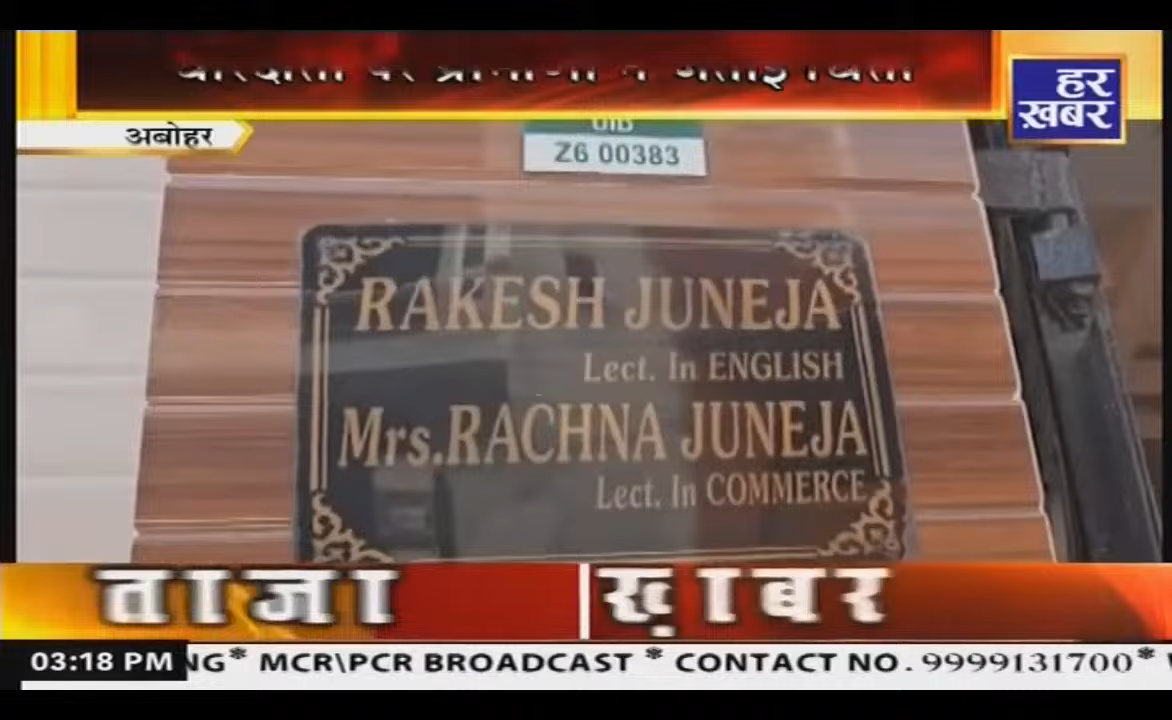 हर
ख़बर
अबोहर
UID
Z6 00383
RAKESH JUNEJA
Lect. In ENGLISH
Mrs.RACHNA JUNEJA
Lect. In COMMERCE
ताजा ख़बर
03:18 PM NG* MCR\PCR BROADCAST * CONTACT NO. 9999131700*